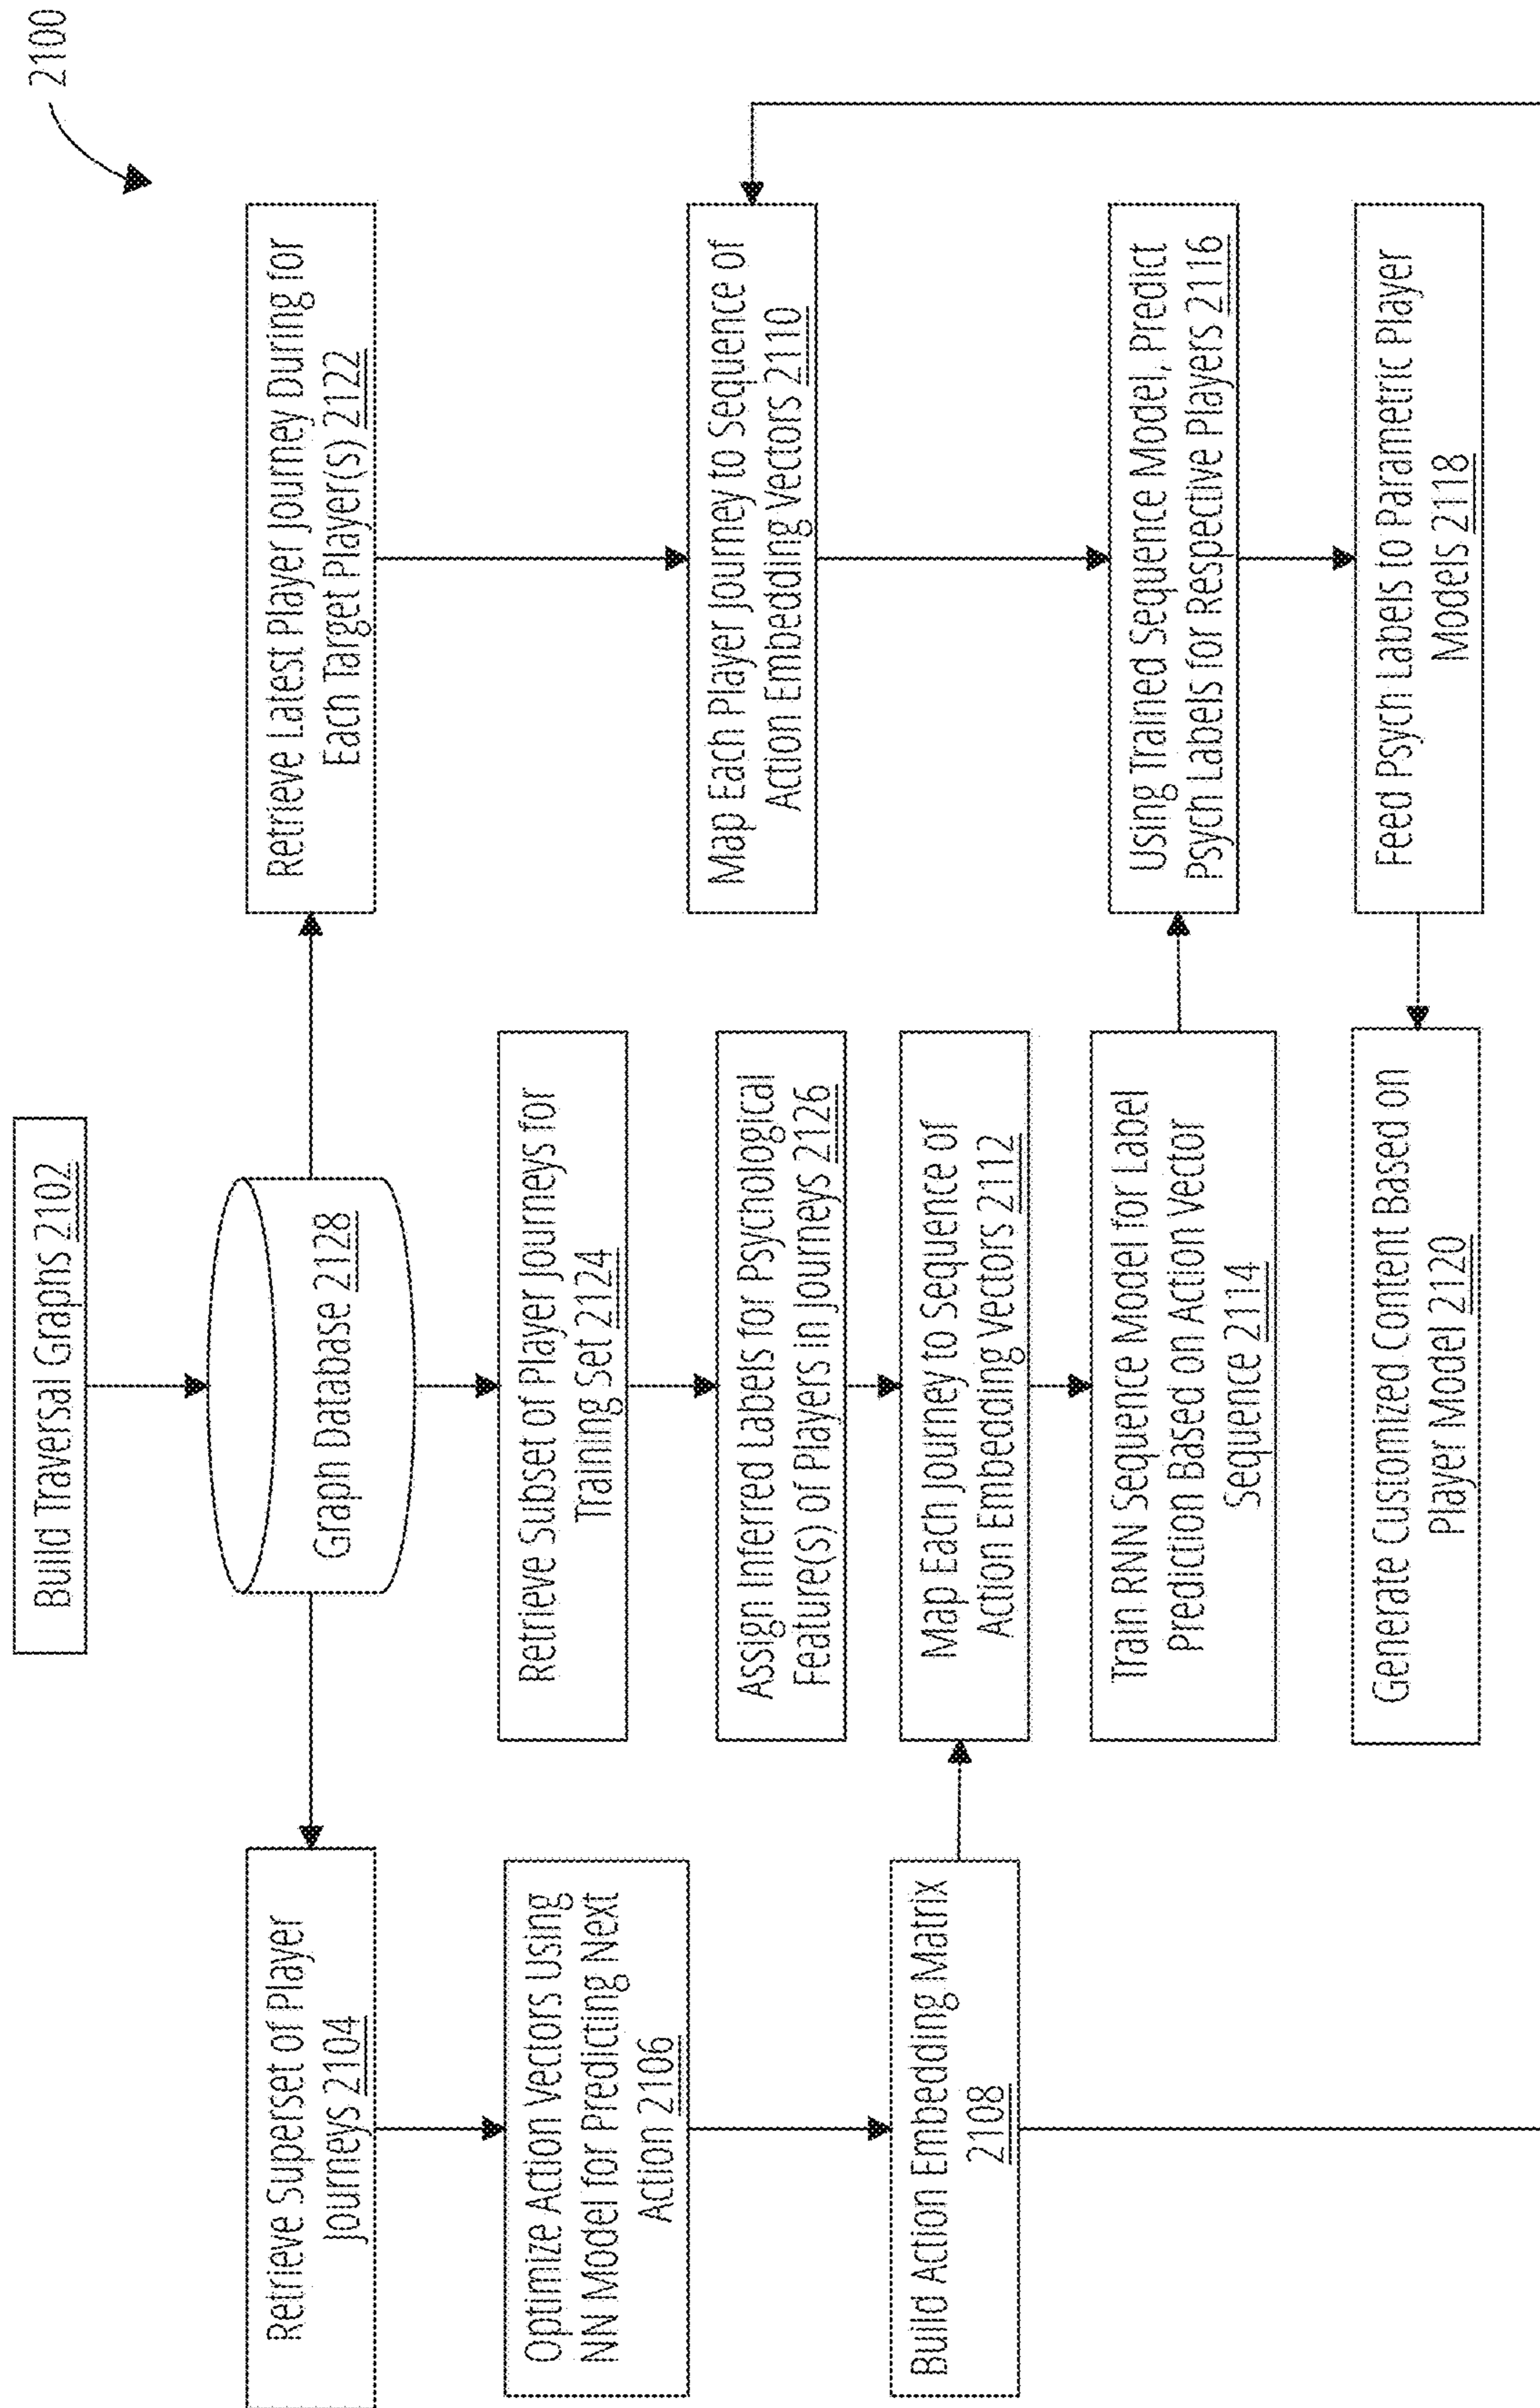 2100
Build Traversal Graphs 2102
Graph Database 2128
Retrieve Superset of Player
Journeys 2104
Optimize Action Vectors Using
NN Model for Predicting Next
Action 2106
Build Action Embedding Matrix
2108
Retrieve Subset of Player Journeys for
Training Set 2124
Assign Inferred Labels for Psychological
Feature(S) of Players in Journeys 2126
Map Each Journey to Sequence of
Action Embedding Vectors 2112
Train RNN Sequence Model for Label
Prediction Based on Action Vector
Sequence 2114
Generate Customized Content Based on
Player Model 2120
Retrieve Latest Player Journey During for
Each Target Player(S) 2122
Map Each Player Journey to Sequence of
Action Embedding Vectors 2110
Using Trained Sequence Model, Predict
Psych Labels for Respective Players 2116
Feed Psych Labels to Parametric Player
Models 2118